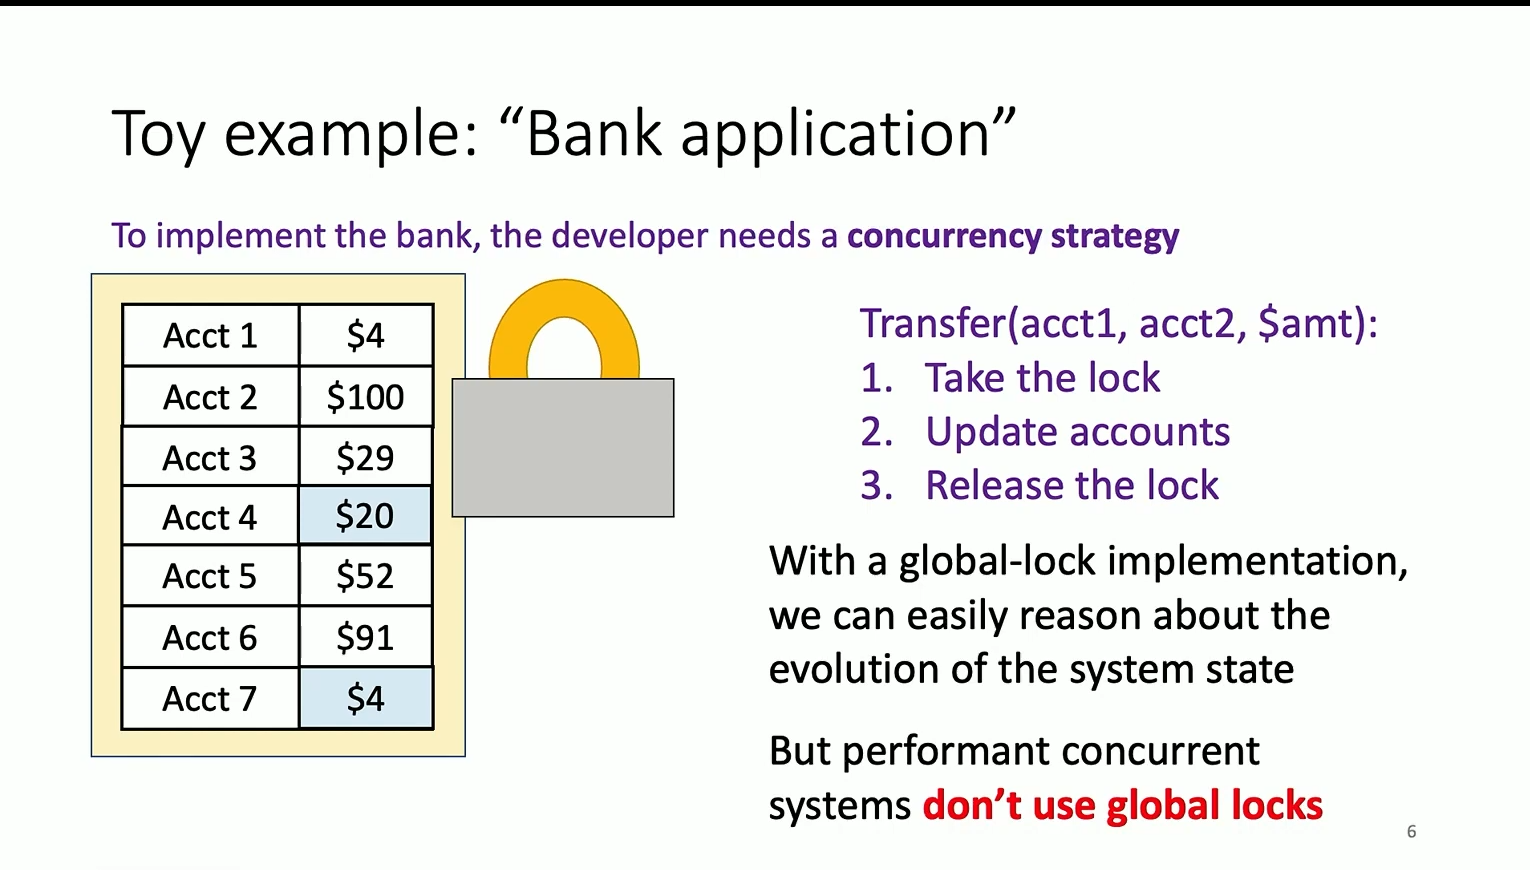 Toy example: “Bank application”
To implement the bank, the developer needs a concurrency strategy
Acct 1 $4
Acct 2 $100
Acct 3 $29
Acct 4 $20
Acct 5 $52
Acct 6 $91
Acct 7 $4
Transfer(acct1, acct2, $amt):
1. Take the lock
2. Update accounts
3. Release the lock
With a global-lock implementation,
we can easily reason about the
evolution of the system state
But performant concurrent
systems don’t use global locks
6